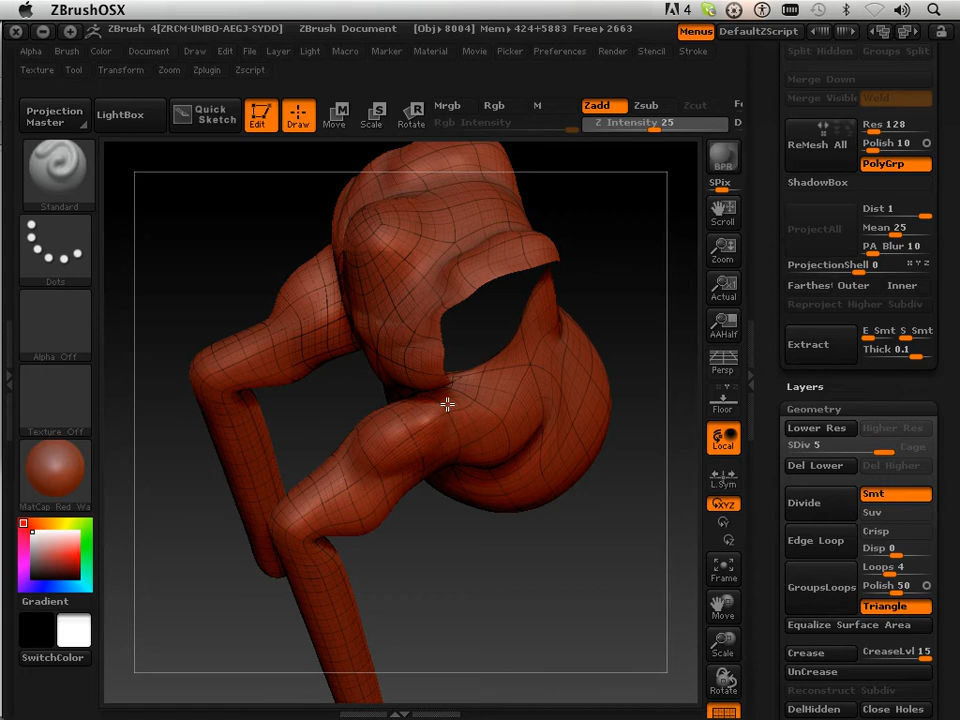 ZBrushOSX
4
ZBrush 4[ZRCM-UMBO-AEGJ-SYDD] ZBrush Document [Obj▸8004] Mem▸424+5883 Free▸2663 Menus DefaultZScript
Alpha Brush Color Document Draw Edit File Layer Light Macro Marker Material Movie Picker Preferences Render Stencil Stroke
Texture Tool Transform Zoom Zplugin Zscript
Projection Master
LightBox
Quick Sketch
Edit Draw Move Scale Rotate
Mrgb Rgb M Zadd Zsub Zcut
Rgb Intensity Z Intensity 25
Standard
Dots
Alpha Off
Texture Off
MatCap Red Wa
Gradient
SwitchColor
BPR
SPix
Scroll
Zoom
Actual
AAHalf
Persp
Floor
Local
L.Sym
XYZ
Frame
Move
Scale
Rotate
Split Hidden Groups Split
Merge Down
Merge Visible Weld
ReMesh All
Res 128
Polish 10
PolyGrp
ShadowBox
ProjectAll
Dist 1
Mean 25
PA Blur 10
ProjectionShell 0
Farthest Outer Inner
Reproject Higher Subdiv
Extract
E Smt S Smt
Thick 0.1
Layers
Geometry
Lower Res Higher Res
SDiv 5 Cage
Del Lower Del Higher
Divide
Smt
Suv
Edge Loop
Crisp
Disp 0
GroupsLoops
Loops 4
Polish 50
Triangle
Equalize Surface Area
Crease CreaseLvl 15
UnCrease
Reconstruct Subdiv
DelHidden Close Holes